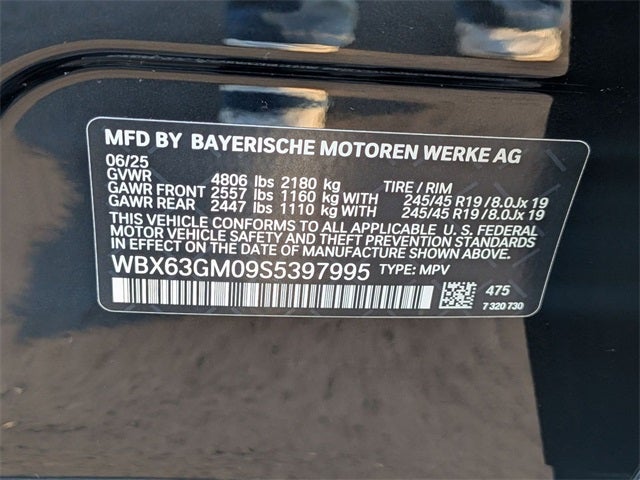 MFD BY BAYERISCHE MOTOREN WERKE AG
06/25
GVWR 4806 lbs 2180 kg TIRE / RIM
GAWR FRONT 2557 lbs 1160 kg WITH 245/45 R19 /8.0Jx 19
GAWR REAR 2447 lbs 1110 kg WITH 245/45 R19 /8.0Jx 19
THIS VEHICLE CONFORMS TO ALL APPLICABLE U. S. FEDERAL
MOTOR VEHICLE SAFETY AND THEFT PREVENTION
STANDARDS IN EFFECT ON THE DATE OF MANUFACTURE SHOWN ABOVE.
WBX63GM09S5397995 TYPE: MPV
475
7 320 730